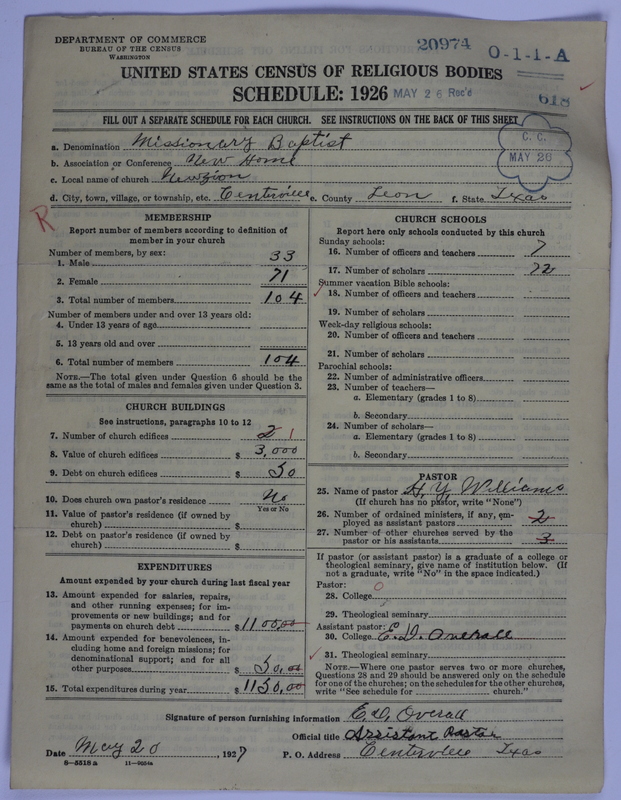 DEPARTMENT OF COMMERCE
BUREAU OF THE CENSUS
WASHINGTON
20974
O-1-1-A
UNITED STATES CENSUS OF RELIGIOUS BODIES
SCHEDULE: 1926 MAY 26 Rec'd
618
FILL OUT A SEPARATE SCHEDULE FOR EACH CHURCH. SEE INSTRUCTIONS ON THE BACK OF THIS SHEET
C. C.
MAY 26
a. Denomination Missionary Baptist
b. Association or Conference New Home
c. Local name of church Newzion
d. City, town, village, or township, etc. Centerville e. County Leon f. State Texas
R
MEMBERSHIP
Report number of members according to definition of
member in your church
Number of members, by sex:
1. Male 33
2. Female 71
3. Total number of members 104
Number of members under and over 13 years old:
4. Under 13 years of age
5. 13 years old and over
6. Total number of members 104
NOTE.—The total given under Question 6 should be the
same as the total of males and females given under Question 3.
CHURCH BUILDINGS
See instructions, paragraphs 10 to 12
7. Number of church edifices 2 1
8. Value of church edifices $ 3,000
9. Debt on church edifices $ 50
10. Does church own pastor's residence No
Yes or No
11. Value of pastor's residence (if owned by
church) $
12. Debt on pastor's residence (if owned by
church) $
EXPENDITURES
Amount expended by your church during last fiscal year
13. Amount expended for salaries, repairs,
and other running expenses; for im-
provements or new buildings; and for
payments on church debt $1100,00
14. Amount expended for benevolences, in-
cluding home and foreign missions; for
denominational support; and for all
other purposes $ 50,00
15. Total expenditures during year $1150,00
CHURCH SCHOOLS
Report here only schools conducted by this church
Sunday schools:
16. Number of officers and teachers 7
17. Number of scholars 72
Summer vacation Bible schools:
18. Number of officers and teachers
19. Number of scholars
Week-day religious schools:
20. Number of officers and teachers
21. Number of scholars
Parochial schools:
22. Number of administrative officers
23. Number of teachers—
a. Elementary (grades 1 to 8)
b. Secondary
24. Number of scholars—
a. Elementary (grades 1 to 8)
b. Secondary
PASTOR
25. Name of pastor H. Y. Williams
(If church has no pastor, write "None")
26. Number of ordained ministers, if any, em-
ployed as assistant pastors 2
27. Number of other churches served by the
pastor or his assistants 3
If pastor (or assistant pastor) is a graduate of a college or
theological seminary, give name of institution below. (If
not a graduate, write "No" in the space indicated.)
Pastor: 0
28. College
29. Theological seminary
Assistant pastor:
30. College E. D. Overall
31. Theological seminary
NOTE.—Where one pastor serves two or more churches,
Questions 28 and 29 should be answered only on the schedule
for one of the churches; on the schedules for the other churches,
write "See schedule for church."
Signature of person furnishing information E. D. Overall
Official title Assistant Pastor
Date May 20, 1927 P. O. Address Centerville Texas
8—5518 a 11—9054a